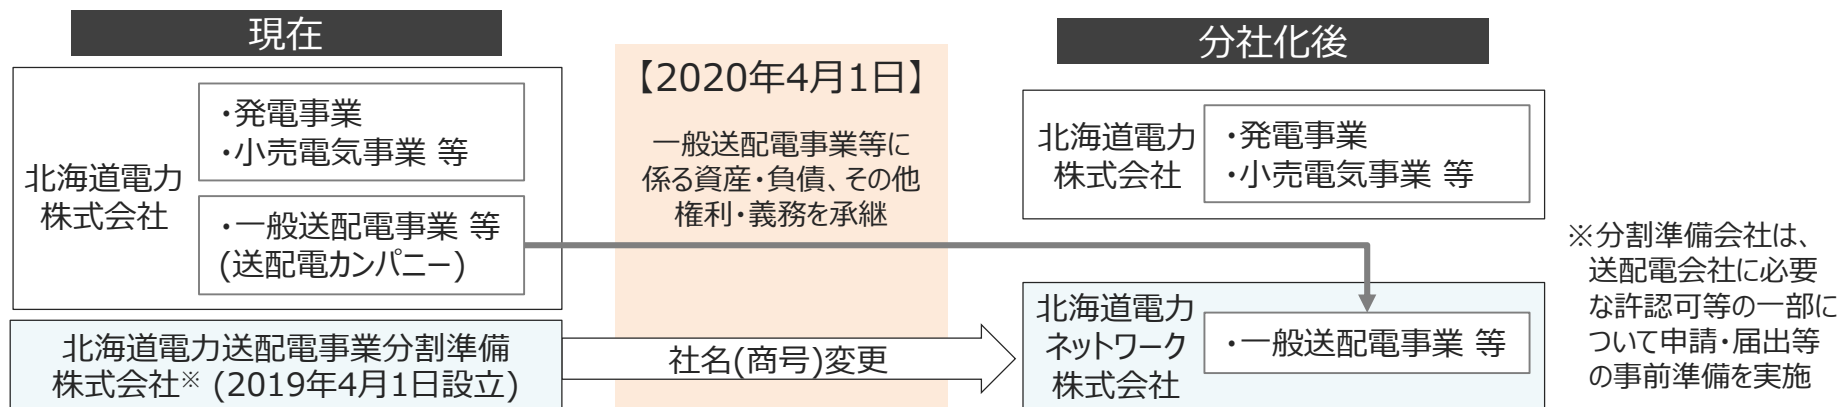 現在
北海道電力
株式会社
・発電事業
・小売電気事業 等
・一般送配電事業 等
(送配電カンパニー)
北海道電力送配電事業分割準備
株式会社※ (2019年4月1日設立)
【2020年4月1日】
一般送配電事業等に
係る資産・負債、その他
権利・義務を承継
社名(商号)変更
分社化後
北海道電力
株式会社
・発電事業
・小売電気事業 等
北海道電力
ネットワーク
株式会社
・一般送配電事業 等
※分割準備会社は、
送配電会社に必要
な許認可等の一部に
ついて申請・届出等
の事前準備を実施